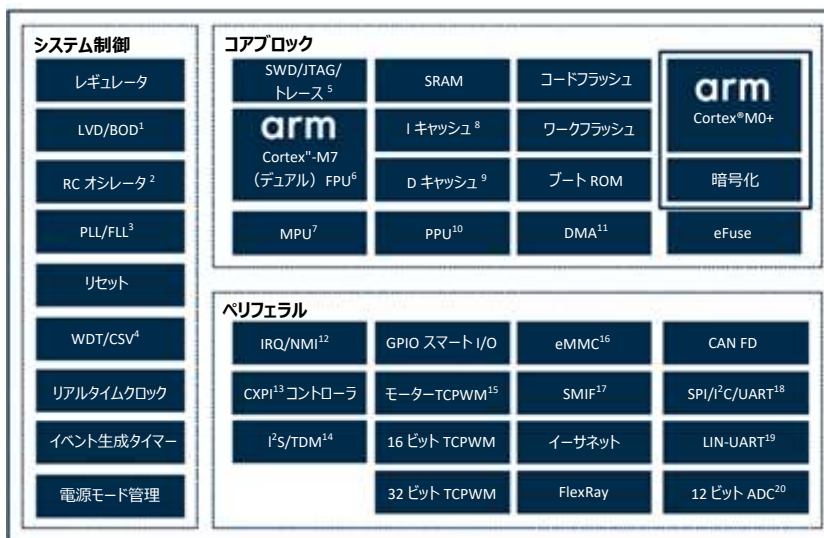 システム制御
レギュレータ
LVD/BOD¹
RC オシレータ ²
PLL/FLL³
リセット
WDT/CSV⁴
リアルタイムクロック
イベント生成タイマー
電源モード管理
コアブロック
SWD/JTAG/
トレース ⁵
SRAM
コードフラッシュ
arm
Cortex®M0+
arm
Cortex"-M7
(デュアル) FPU⁶
I キャッシュ ⁸
ワークフラッシュ
D キャッシュ ⁹
ブート ROM
暗号化
MPU⁷
PPU¹⁰
DMA¹¹
eFuse
ペリフェラル
IRQ/NMI¹²
GPIO スマート I/O
eMMC¹⁶
CAN FD
CXPI¹³ コントローラ
モーターTCPWM¹⁵
SMIF¹⁷
SPI/I²C/UART¹⁸
I²S/TDM¹⁴
16 ビット TCPWM
イーサネット
LIN-UART¹⁹
32 ビット TCPWM
FlexRay
12 ビット ADC²⁰